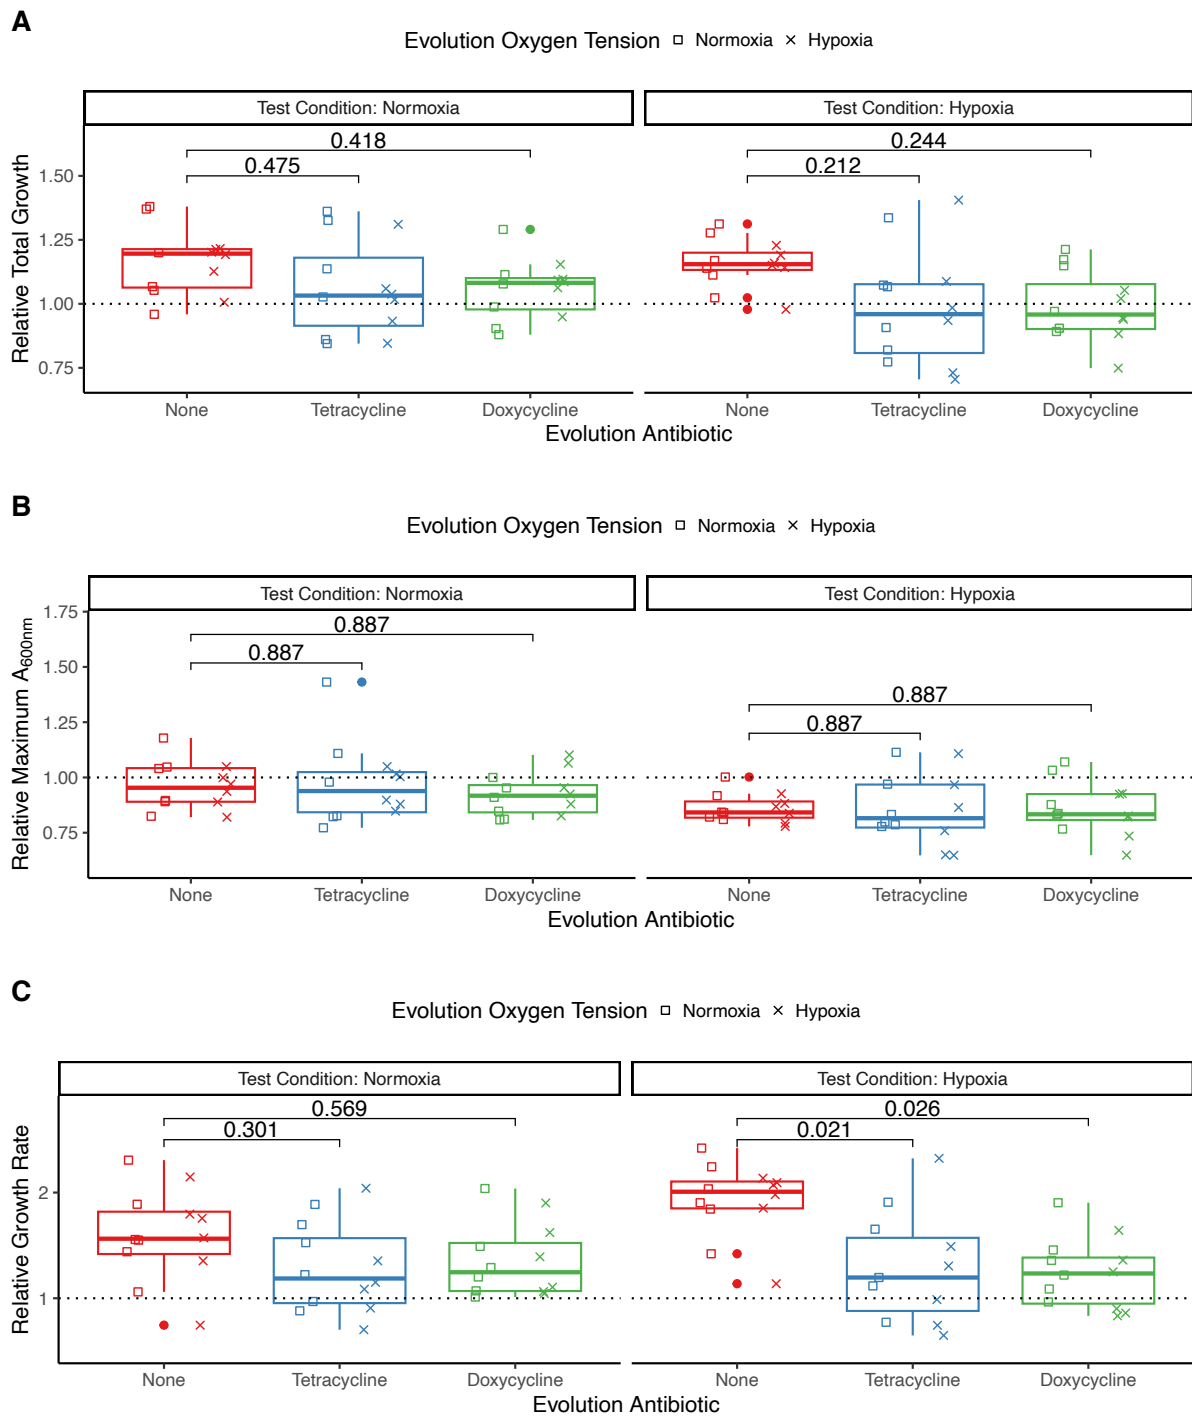 A
Evolution Oxygen Tension Normoxia Hypoxia
Test Condition: Normoxia Test Condition: Hypoxia
0.418 0.244
0.475 0.212
1.50
1.25
1.00
0.75
Relative Total Growth
None Tetracycline Doxycycline None Tetracycline Doxycycline
Evolution Antibiotic
B
Evolution Oxygen Tension Normoxia Hypoxia
Test Condition: Normoxia Test Condition: Hypoxia
1.75
0.887
0.887
1.50
0.887
1.25
0.887
1.00
0.75
Relative Maximum A600nm
None Tetracycline Doxycycline None Tetracycline Doxycycline
Evolution Antibiotic
C
Evolution Oxygen Tension Normoxia Hypoxia
Test Condition: Normoxia Test Condition: Hypoxia
0.569 0.026
0.301 0.021
2
1
Relative Growth Rate
None Tetracycline Doxycycline None Tetracycline Doxycycline
Evolution Antibiotic